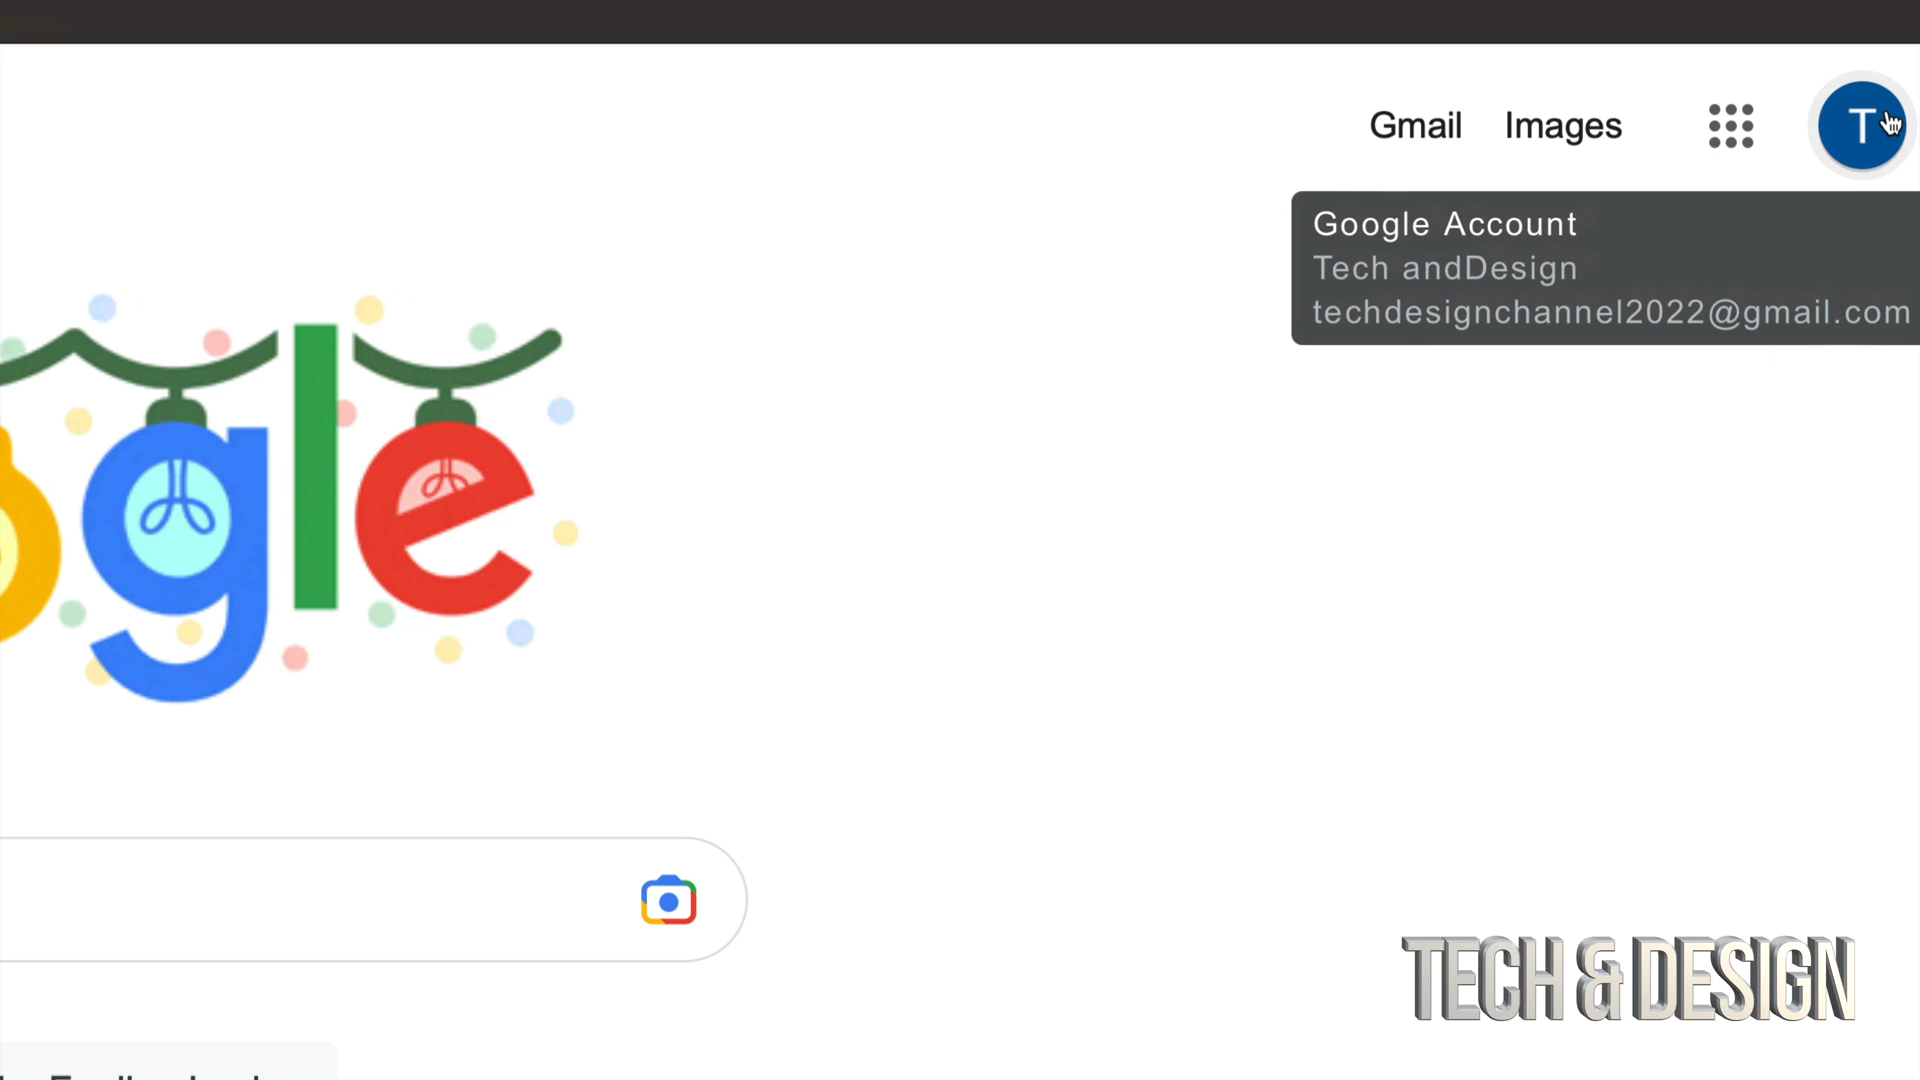 Gmail Images
T
Google Account
Tech andDesign
techdesignchannel2022@gmail.com
gle
TECH & DESIGN